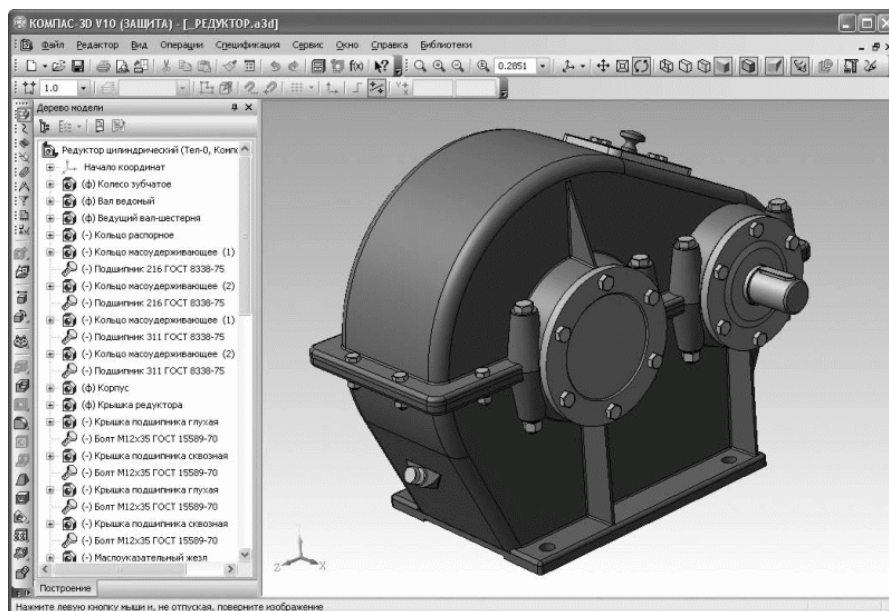 КОМПАС-3D V10 (ЗАЩИТА) - [_РЕДУКТОР.a3d]
Файл Редактор Вид Операции Спецификация Сервис Окно Справка Библиотеки
0.2851
1.0
Дерево модели
Редуктор цилиндрический (Тел-0, Компо
Начало координат
(ф) Колесо зубчатое
(ф) Вал ведомый
(ф) Ведущий вал-шестерня
(-) Кольцо распорное
(-) Кольцо масоудерживающее (1)
(-) Подшипник 216 ГОСТ 8338-75
(-) Кольцо масоудерживающее (2)
(-) Подшипник 216 ГОСТ 8338-75
(-) Кольцо масоудерживающее (1)
(-) Подшипник 311 ГОСТ 8338-75
(-) Кольцо масоудерживающее (2)
(-) Подшипник 311 ГОСТ 8338-75
(ф) Корпус
(ф) Крышка редуктора
(-) Крышка подшипника глухая
(-) Болт М12x35 ГОСТ 15589-70
(-) Крышка подшипника сквозная
(-) Болт М12x35 ГОСТ 15589-70
(-) Крышка подшипника глухая
(-) Болт М12x35 ГОСТ 15589-70
(-) Крышка подшипника сквозная
(-) Болт М12x35 ГОСТ 15589-70
(-) Маслоуказательный жезл
Z X
Построение
Нажмите левую кнопку мыши и, не отпуская, поверните изображение